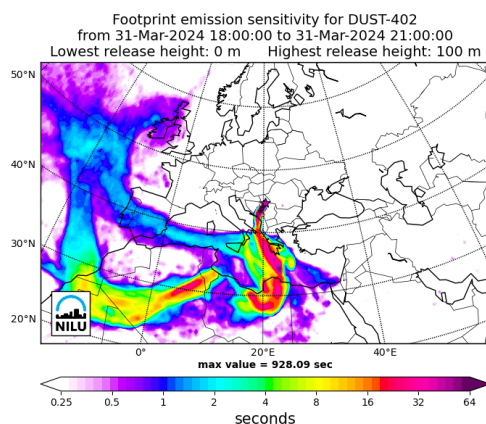 Footprint emission sensitivity for DUST-402
from 31-Mar-2024 18:00:00 to 31-Mar-2024 21:00:00
Lowest release height: 0 m Highest release height: 100 m
50°N
40°N
30°N
20°N
NILU
0° 20°E 40°E
max value = 928.09 sec
0.25 0.5 1 2 4 8 16 32 64
seconds